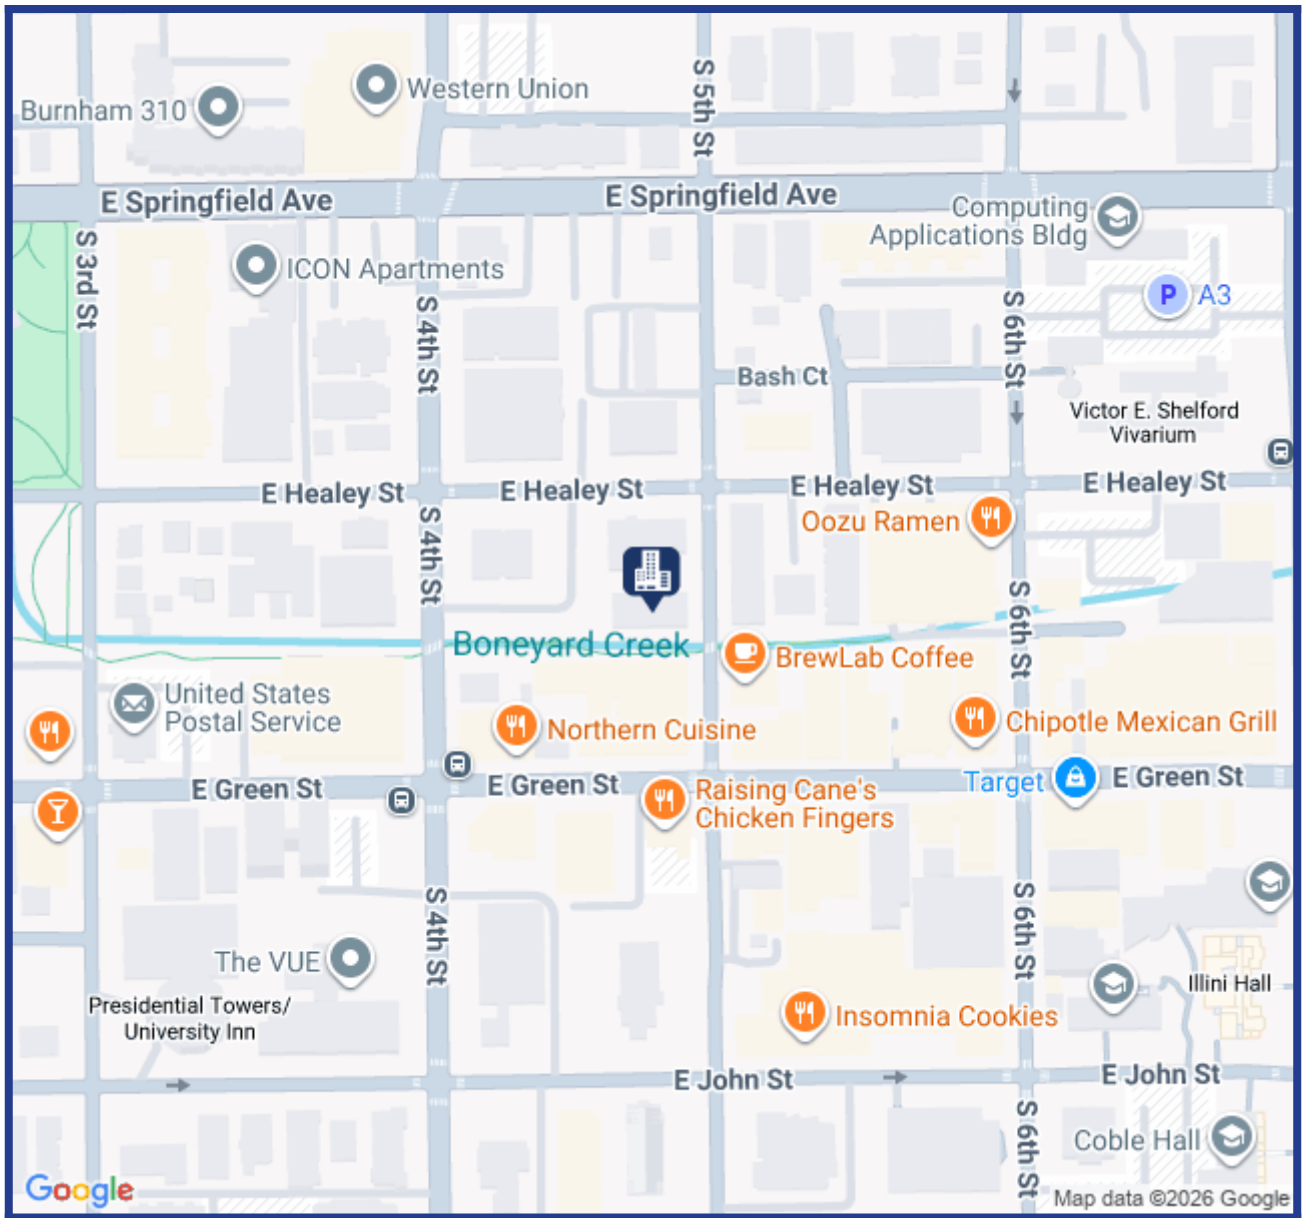 Western Union
Burnham 310
S 5th St
E Springfield Ave
E Springfield Ave
Computing
Applications Bldg
S 3rd St
ICON Apartments
P
A3
S 4th St
S 6th St
Bash Ct
Victor E. Shelford
Vivarium
E Healey St
E Healey St
E Healey St
E Healey St
Oozu Ramen
S 4th St
S 6th St
Boneyard Creek
BrewLab Coffee
United States
Postal Service
Northern Cuisine
Chipotle Mexican Grill
E Green St
E Green St
Target
E Green St
Raising Cane's
Chicken Fingers
S 4th St
S 6th St
The VUE
Illini Hall
Presidential Towers/
University Inn
Insomnia Cookies
E John St
E John St
S 6th St
Coble Hall
Google
Map data ©2026 Google